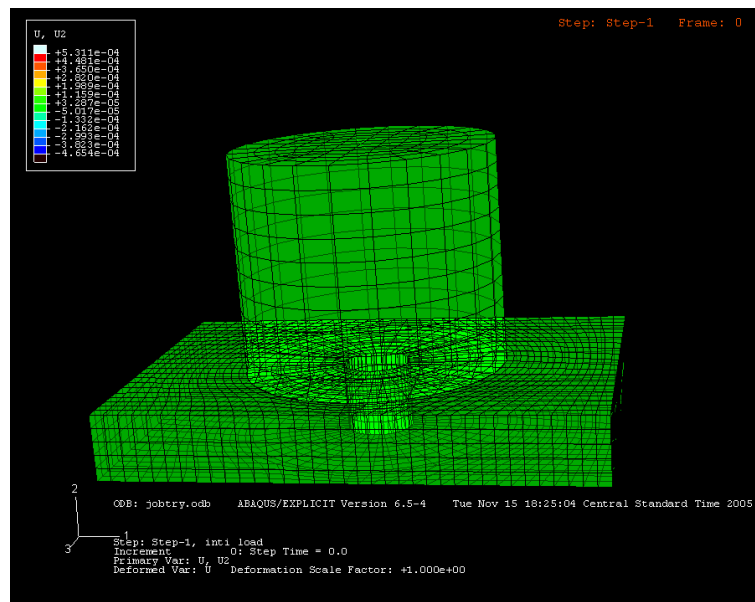 Step: Step-1   Frame: 0
U, U2
+5.311e-04
+4.481e-04
+3.650e-04
+2.820e-04
+1.989e-04
+1.159e-04
+3.287e-05
-5.017e-05
-1.332e-04
-2.162e-04
-2.993e-04
-3.823e-04
-4.654e-04
2
1
3
ODB: jobtry.odb   ABAQUS/EXPLICIT Version 6.5-4   Tue Nov 15 18:25:04 Central Standard Time 2005
Step: Step-1, inti load
Increment   0: Step Time = 0.0
Primary Var: U, U2
Deformed Var: U   Deformation Scale Factor: +1.000e+00